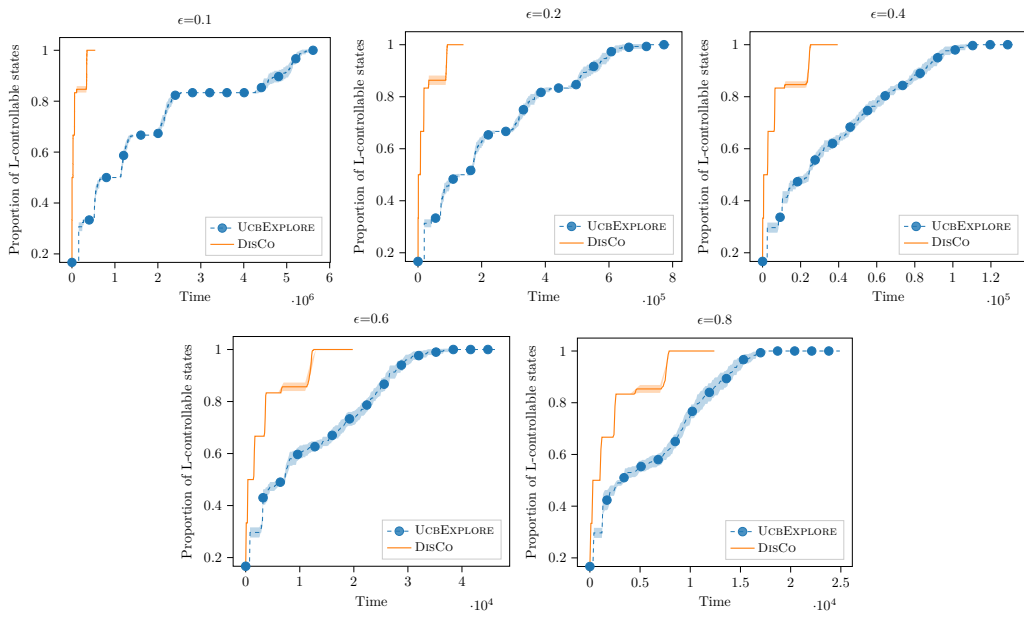 ϵ=0.1
Proportion of L-controllable states
1
0.8
0.6
0.4
0.2
0 1 2 3 4 5 6
Time
·10⁶
UcbExplore
DisCo
ϵ=0.2
Proportion of L-controllable states
1
0.8
0.6
0.4
0.2
0 2 4 6 8
Time
·10⁵
UcbExplore
DisCo
ϵ=0.4
Proportion of L-controllable states
1
0.8
0.6
0.4
0.2
0 0.2 0.4 0.6 0.8 1 1.2
Time
·10⁵
UcbExplore
DisCo
ϵ=0.6
Proportion of L-controllable states
1
0.8
0.6
0.4
0.2
0 2 4
Time
·10⁴
UcbExplore
DisCo
ϵ=0.8
Proportion of L-controllable states
1
0.8
0.6
0.4
0.2
0 0.5 1 1.5 2 2.5
Time
·10⁴
UcbExplore
DisCo